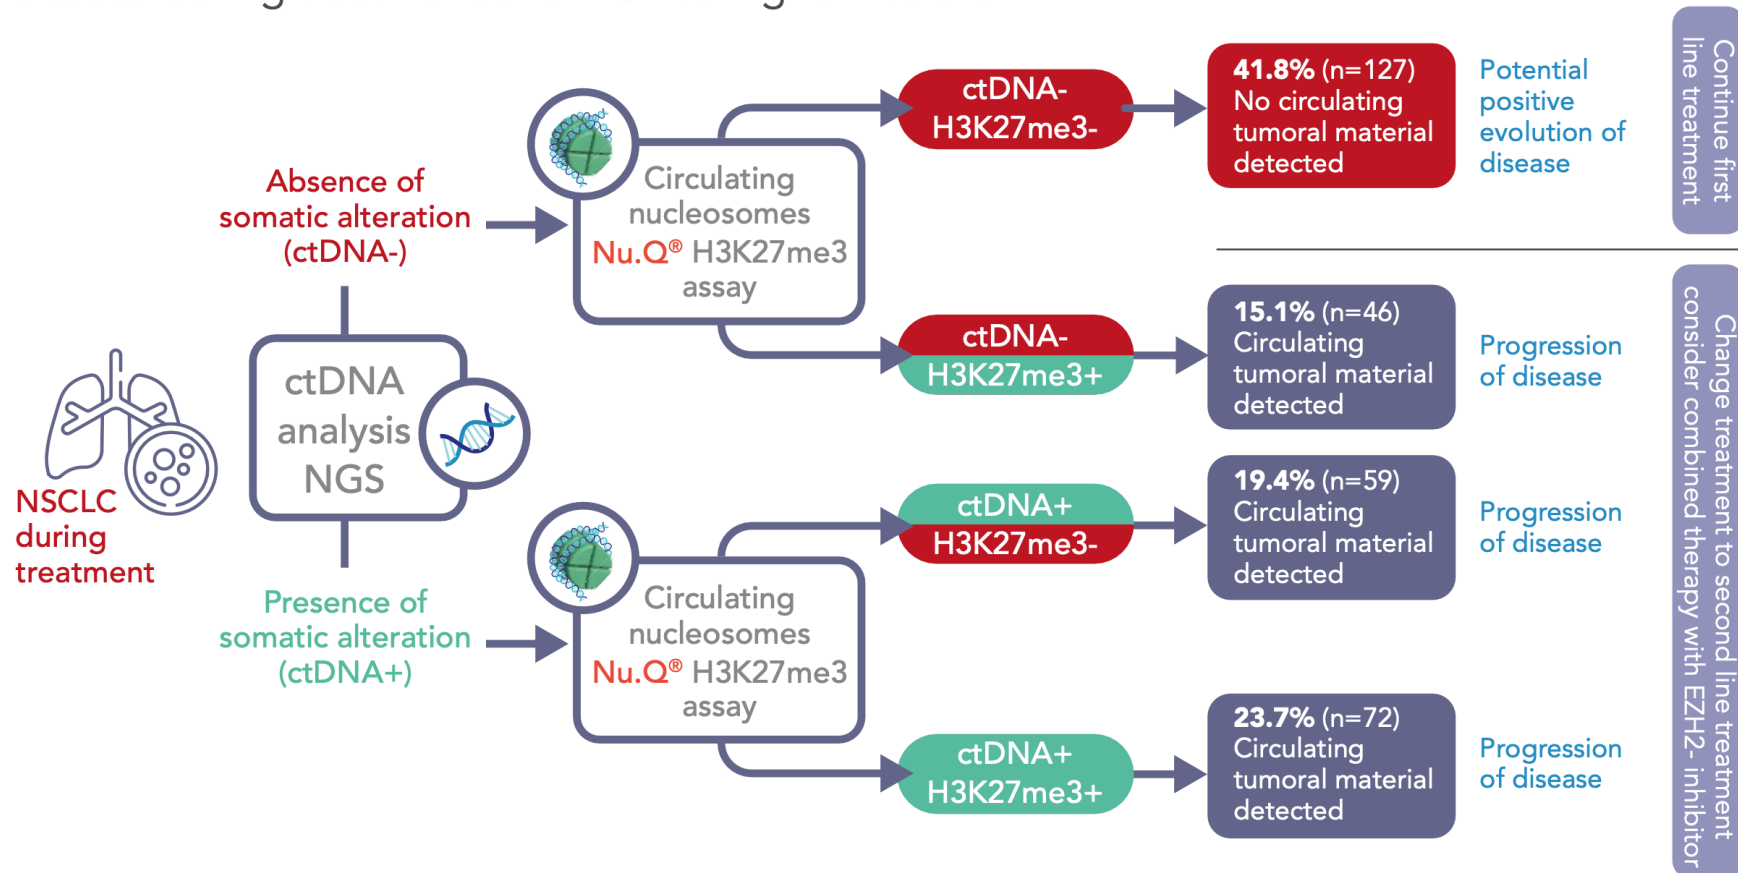 NSCLC
during
treatment
ctDNA
analysis
NGS
Absence of
somatic alteration
(ctDNA-)
Presence of
somatic alteration
(ctDNA+)
Circulating
nucleosomes
Nu.Q® H3K27me3
assay
ctDNA-
H3K27me3-
41.8% (n=127)
No circulating
tumoral material
detected
Potential
positive
evolution of
disease
ctDNA-
H3K27me3+
15.1% (n=46)
Circulating
tumoral material
detected
Progression
of disease
Circulating
nucleosomes
Nu.Q® H3K27me3
assay
ctDNA+
H3K27me3-
19.4% (n=59)
Circulating
tumoral material
detected
Progression
of disease
ctDNA+
H3K27me3+
23.7% (n=72)
Circulating
tumoral material
detected
Progression
of disease
Continue first
line treatment
Change treatment to second line treatment
consider combined therapy with EZH2- inhibitor